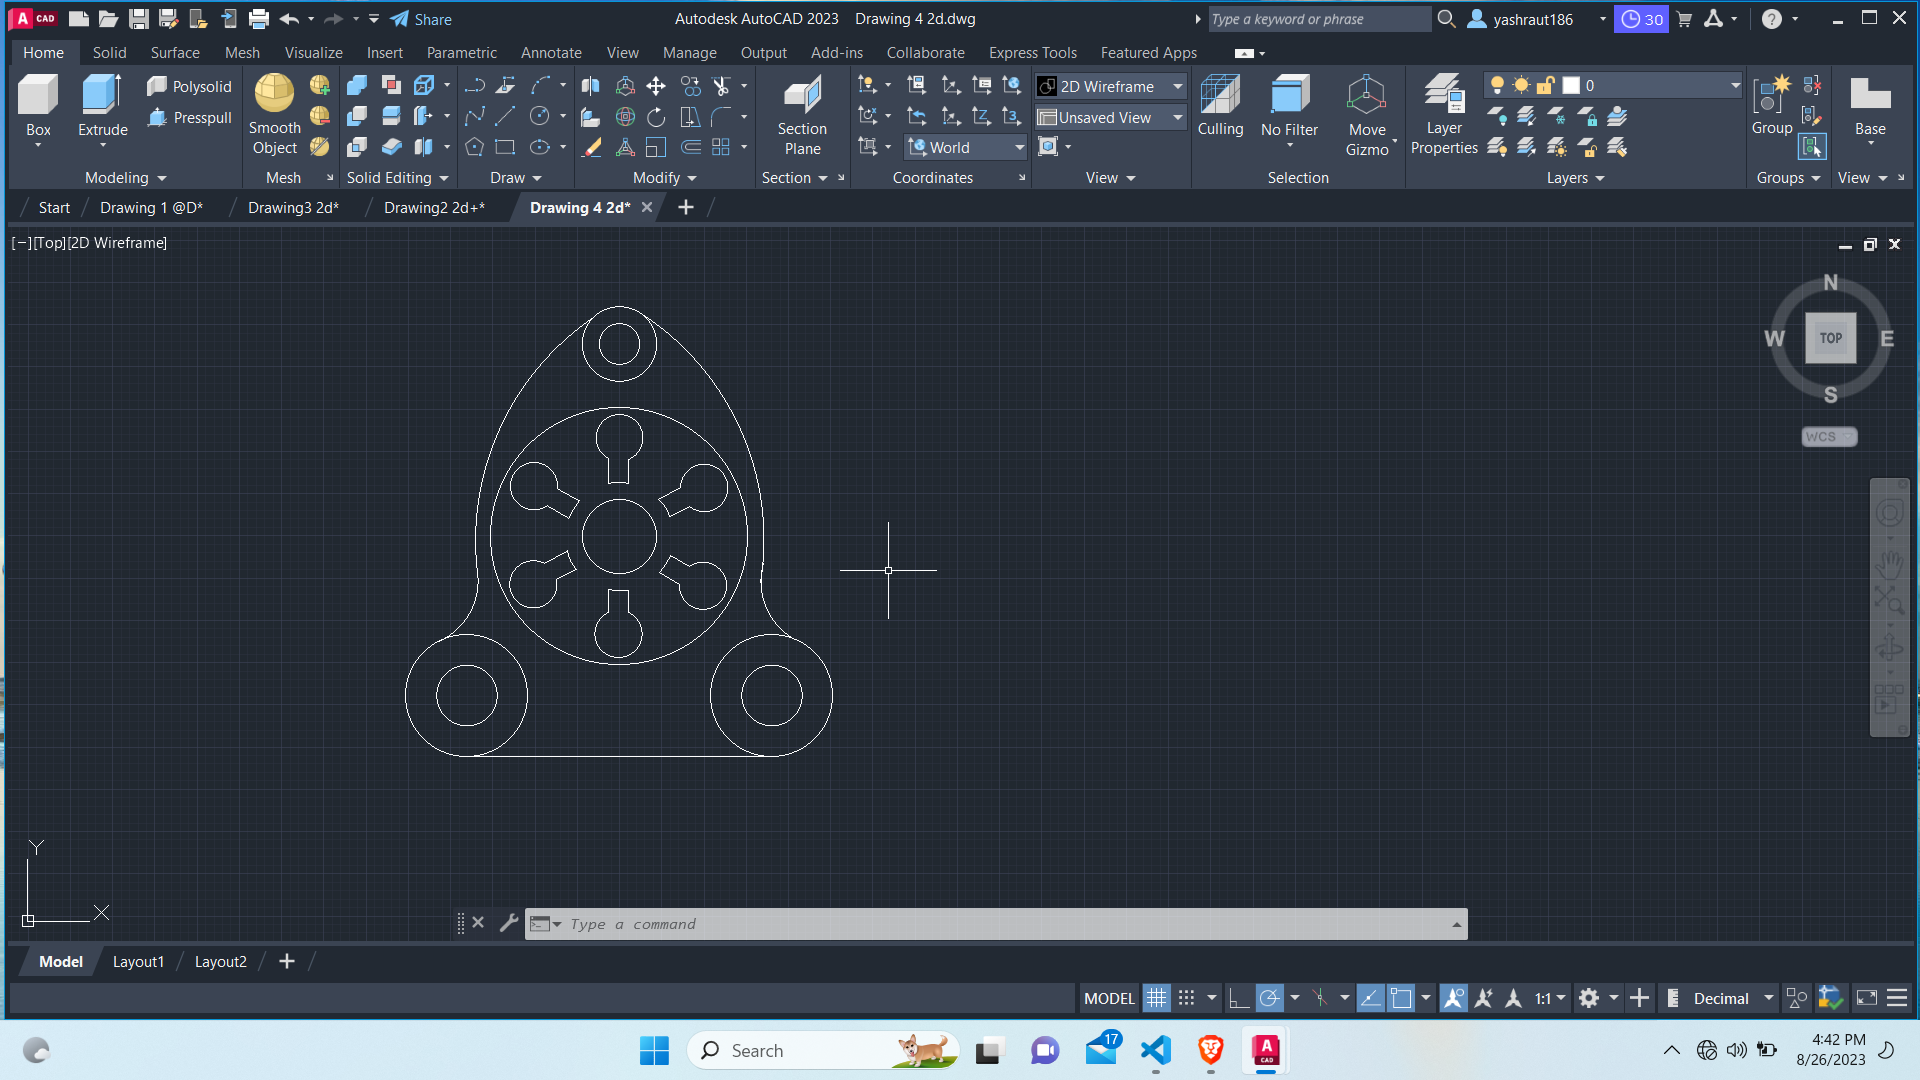 A CAD Share Autodesk AutoCAD 2023 Drawing 4 2d.dwg Type a keyword or phrase yashraut186 30
Home Solid Surface Mesh Visualize Insert Parametric Annotate View Manage Output Add-ins Collaborate Express Tools Featured Apps
Box
Extrude
Polysolid
Presspull
Smooth
Object
Section
Plane
World
2D Wireframe
Unsaved View
Culling
No Filter
Move
Gizmo
Layer
Properties
0
Group
Base
Modeling Mesh Solid Editing Draw Modify Section Coordinates View Selection Layers Groups View
Start Drawing 1 @D* Drawing3 2d* Drawing2 2d+* Drawing 4 2d*
[−][Top][2D Wireframe]
N
W TOP E
S
WCS
Y
X
Type a command
Model Layout1 Layout2
MODEL 1:1 Decimal
Search 17 A CAD
4:42 PM
8/26/2023